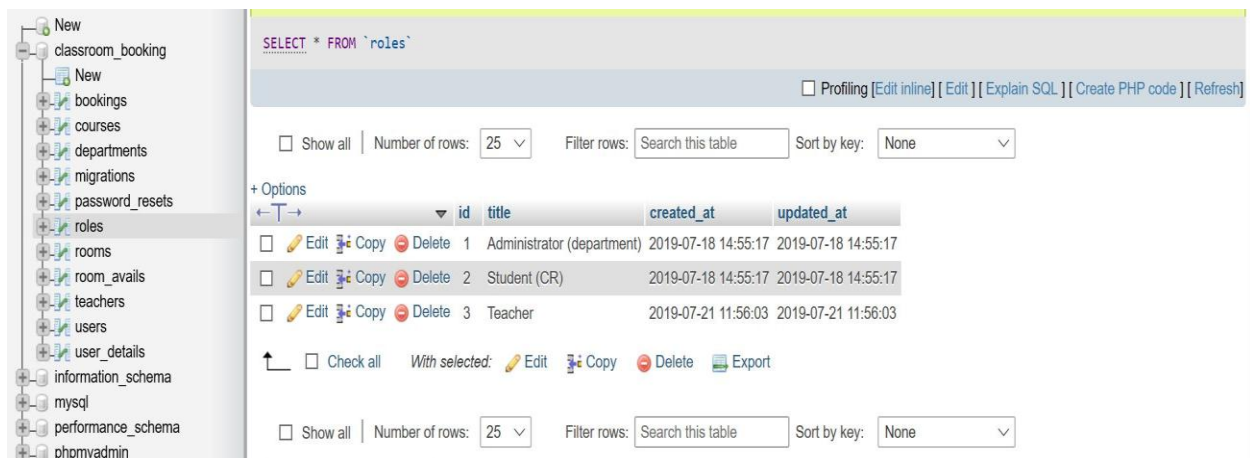 New
classroom_booking
New
bookings
courses
departments
migrations
password_resets
roles
rooms
room_avails
teachers
users
user_details
information_schema
mysql
performance_schema
phpmyadmin
SELECT * FROM `roles`
Profiling [Edit inline] [ Edit ] [ Explain SQL ] [ Create PHP code ] [ Refresh]
Show all | Number of rows: 25 Filter rows: Search this table Sort by key: None
+ Options
←T→ id title created_at updated_at
Edit Copy Delete 1 Administrator (department) 2019-07-18 14:55:17 2019-07-18 14:55:17
Edit Copy Delete 2 Student (CR) 2019-07-18 14:55:17 2019-07-18 14:55:17
Edit Copy Delete 3 Teacher 2019-07-21 11:56:03 2019-07-21 11:56:03
Check all With selected: Edit Copy Delete Export
Show all | Number of rows: 25 Filter rows: Search this table Sort by key: None